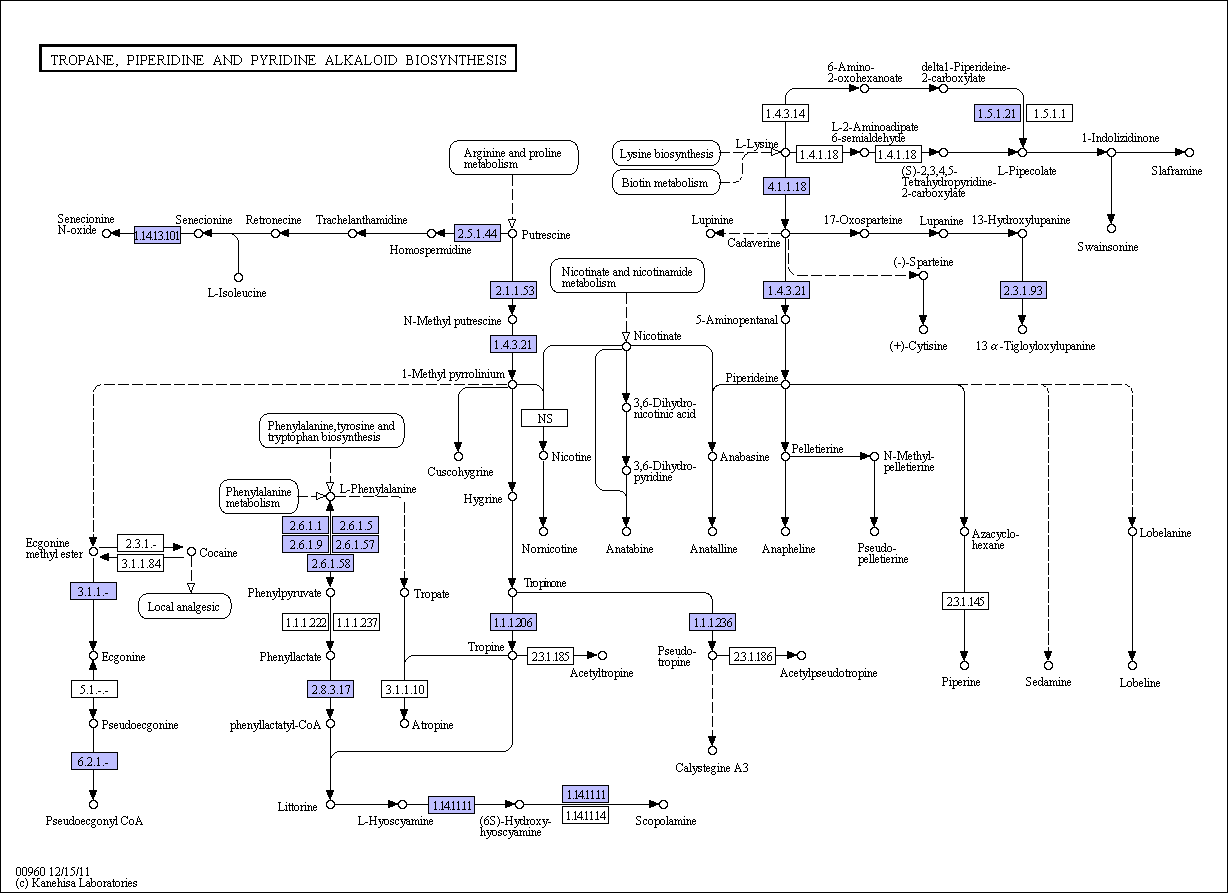 TROPANE, PIPERIDINE AND PYRIDINE ALKALOID BIOSYNTHESIS
6-Amino-
2-oxohexanoate
delta1-Piperideine-
2-carboxylate
1.4.3.14
1.5.1.21
1.5.1.1
L-2-Aminoadipate
6-semialdehyde
1-Indolizidinone
Arginine and proline
metabolism
Lysine biosynthesis
L-Lysine
1.4.1.18
1.4.1.18
Biotin metabolism
(S)-2,3,4,5-
Tetrahydropyridine-
2-carboxylate
L-Pipecolate
Slaframine
4.1.1.18
Senecionine
N-oxide
Senecionine
Retronecine
Trachelanthamidine
Lupinine
17-Oxosparteine
Lupanine
13-Hydroxylupanine
1.14.13.101
2.5.1.44
Putrescine
Homospermidine
Cadaverine
Swainsonine
L-Isoleucine
Nicotinate and nicotinamide
metabolism
(-)-Sparteine
2.1.1.53
1.4.3.21
2.3.1.93
N-Methyl putrescine
5-Aminopentanal
1.4.3.21
Nicotinate
(+)-Cytisine
13 α-Tigloyloxylupanine
1-Methyl pyrrolinium
Piperideine
3,6-Dihydro-
nicotinic acid
NS
Phenylalanine,tyrosine and
tryptophan biosynthesis
Cuscohygrine
Nicotine
3,6-Dihydro-
pyridine
Anabasine
Pelletierine
N-Methyl-
pelletierine
Phenylalanine
metabolism
L-Phenylalanine
Hygrine
2.6.1.1
2.6.1.5
2.6.1.9
2.6.1.57
2.6.1.58
Nornicotine
Anatabine
Anatalline
Anapheline
Pseudo-
pelletierine
Azacyclo-
hexane
Lobelanine
Ecgonine
methyl ester
2.3.1.-
3.1.1.84
Cocaine
3.1.1.-
Local analgesic
Phenylpyruvate
Tropate
Tropinone
2.3.1.145
1.1.1.222
1.1.1.237
1.1.1.206
1.1.1.236
Ecgonine
Phenyllactate
Tropine
2.3.1.185
Acetyltropine
Pseudo-
tropine
2.3.1.186
Acetylpseudotropine
Piperine
Sedamine
Lobeline
5.1.-.-
2.8.3.17
3.1.1.10
Pseudoecgonine
phenyllactatyl-CoA
Atropine
6.2.1.-
Calystegine A3
Pseudoecgonyl CoA
Littorine
L-Hyoscyamine
1.14.11.11
(6S)-Hydroxy-
hyoscyamine
1.14.11.11
1.14.11.14
Scopolamine
00960 12/15/11
(c) Kanehisa Laboratories